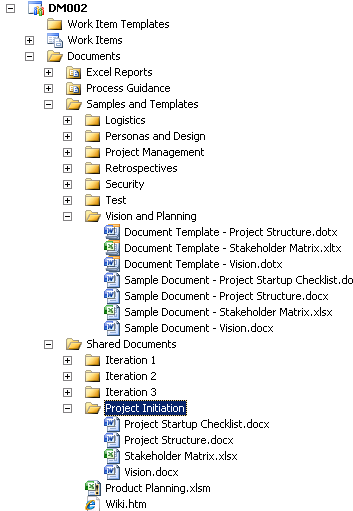 DM002
Work Item Templates
Work Items
Documents
Excel Reports
Process Guidance
Samples and Templates
Logistics
Personas and Design
Project Management
Retrospectives
Security
Test
Vision and Planning
Document Template - Project Structure.dotx
Document Template - Stakeholder Matrix.xltx
Document Template - Vision.dotx
Sample Document - Project Startup Checklist.do
Sample Document - Project Structure.docx
Sample Document - Stakeholder Matrix.xlsx
Sample Document - Vision.docx
Shared Documents
Iteration 1
Iteration 2
Iteration 3
Project Initiation
Project Startup Checklist.docx
Project Structure.docx
Stakeholder Matrix.xlsx
Vision.docx
Product Planning.xlsm
Wiki.htm